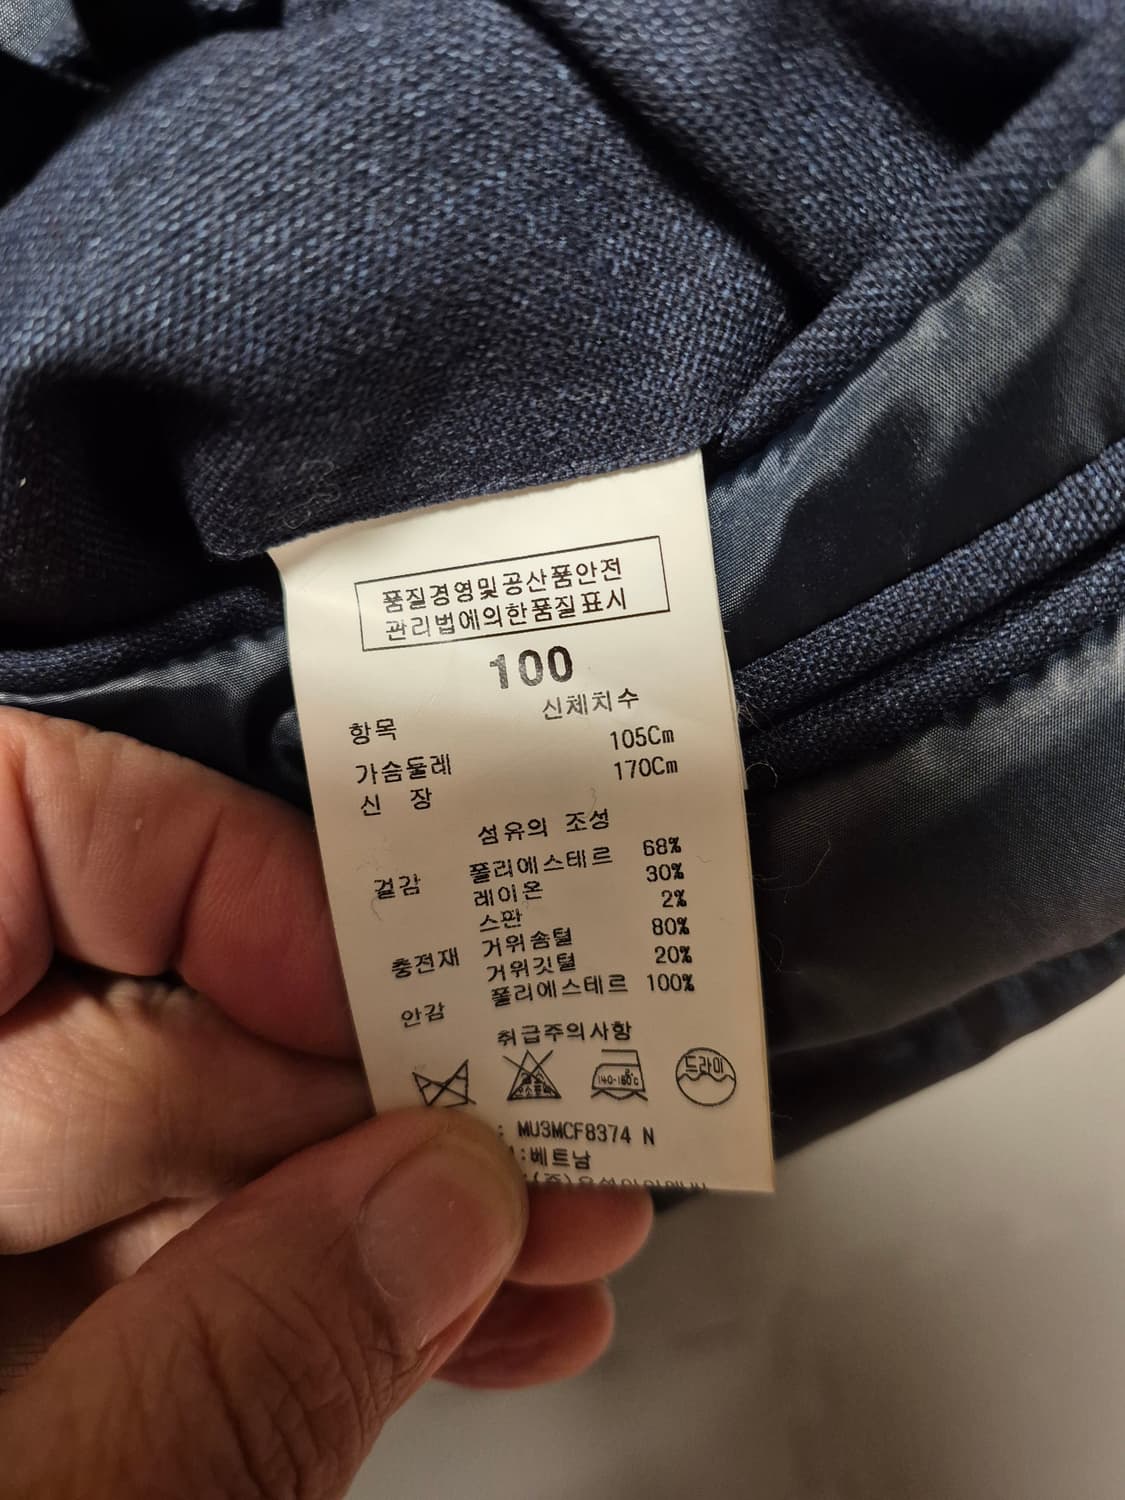 품질경영및공산품안전
관리법에의한품질표시
100
항목 신체치수
가슴둘레 105Cm
신 장 170Cm
섬유의 조성
겉감 폴리에스테르 68%
레이온 30%
스판 2%
충전재 거위솜털 80%
거위깃털 20%
안감 폴리에스테르 100%
취급주의사항
140-160℃ 드라이
: MU3MCF8374 N
:베트남
(주)